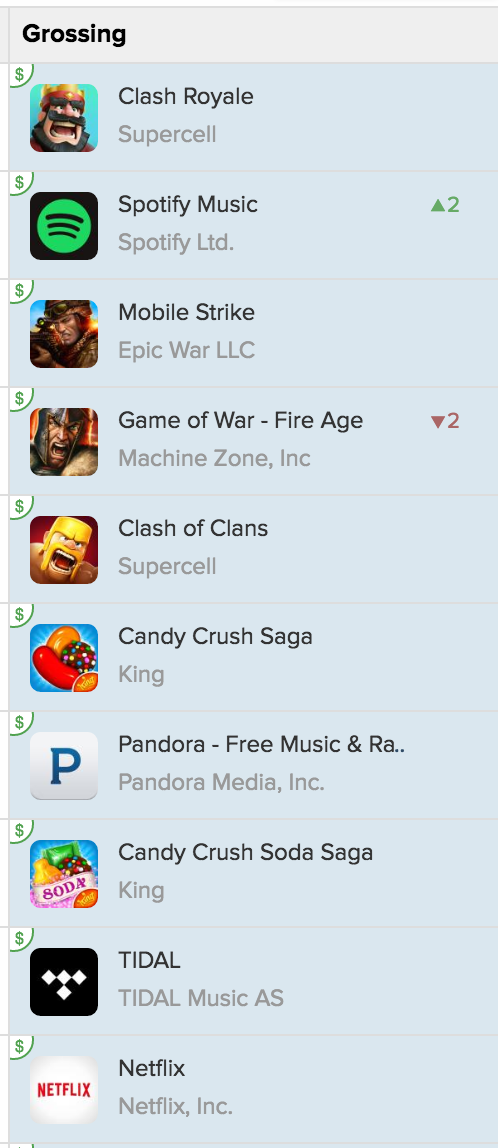 Grossing
$
Clash Royale
Supercell
$
Spotify Music ▲2
Spotify Ltd.
$
Mobile Strike
Epic War LLC
$
Game of War - Fire Age ▼2
Machine Zone, Inc
$
Clash of Clans
Supercell
$
Candy Crush Saga
King
King
$
P
Pandora - Free Music & Ra..
Pandora Media, Inc.
$
Candy Crush Soda Saga
SODA
King
King
$
TIDAL
TIDAL Music AS
$
Netflix
NETFLIX
Netflix, Inc.